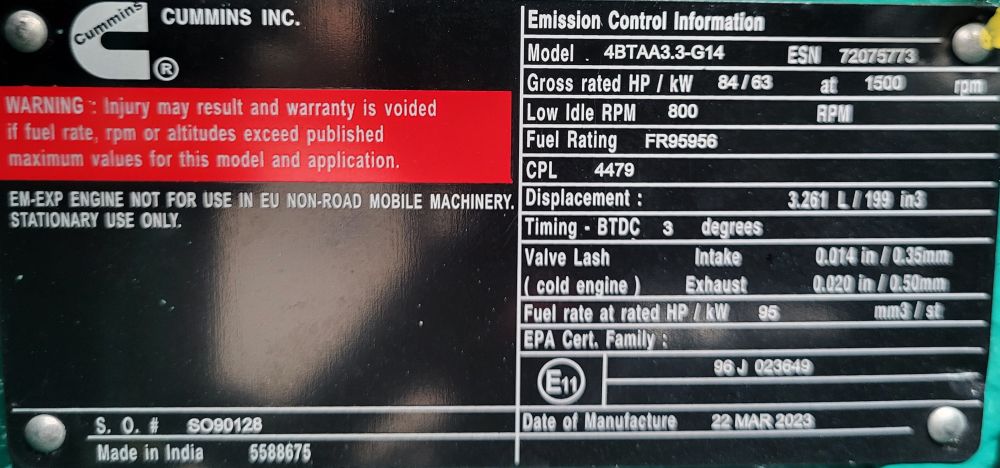 Cummins
CUMMINS INC.
®
WARNING : Injury may result and warranty is voided
if fuel rate, rpm or altitudes exceed published
maximum values for this model and application.
EM-EXP ENGINE NOT FOR USE IN EU NON-ROAD MOBILE MACHINERY.
STATIONARY USE ONLY.
S. O. # SO90128
Made in India 5588675
Emission Control Information
Model . 4BTAA3.3-G14 ESN 72075773
Gross rated HP / kW 84/63 at 1500 rpm
Low Idle RPM 800 RPM
Fuel Rating FR95956
CPL 4479
Displacement : 3.261 L / 199 in3
Timing - BTDC 3 degrees
Valve Lash Intake 0.014 in / 0.35mm
( cold engine ) Exhaust 0.020 in / 0.50mm
Fuel rate at rated HP / kW 95 mm3 / st
EPA Cert. Family :
E11 96 J 023649
Date of Manufacture 22 MAR 2023